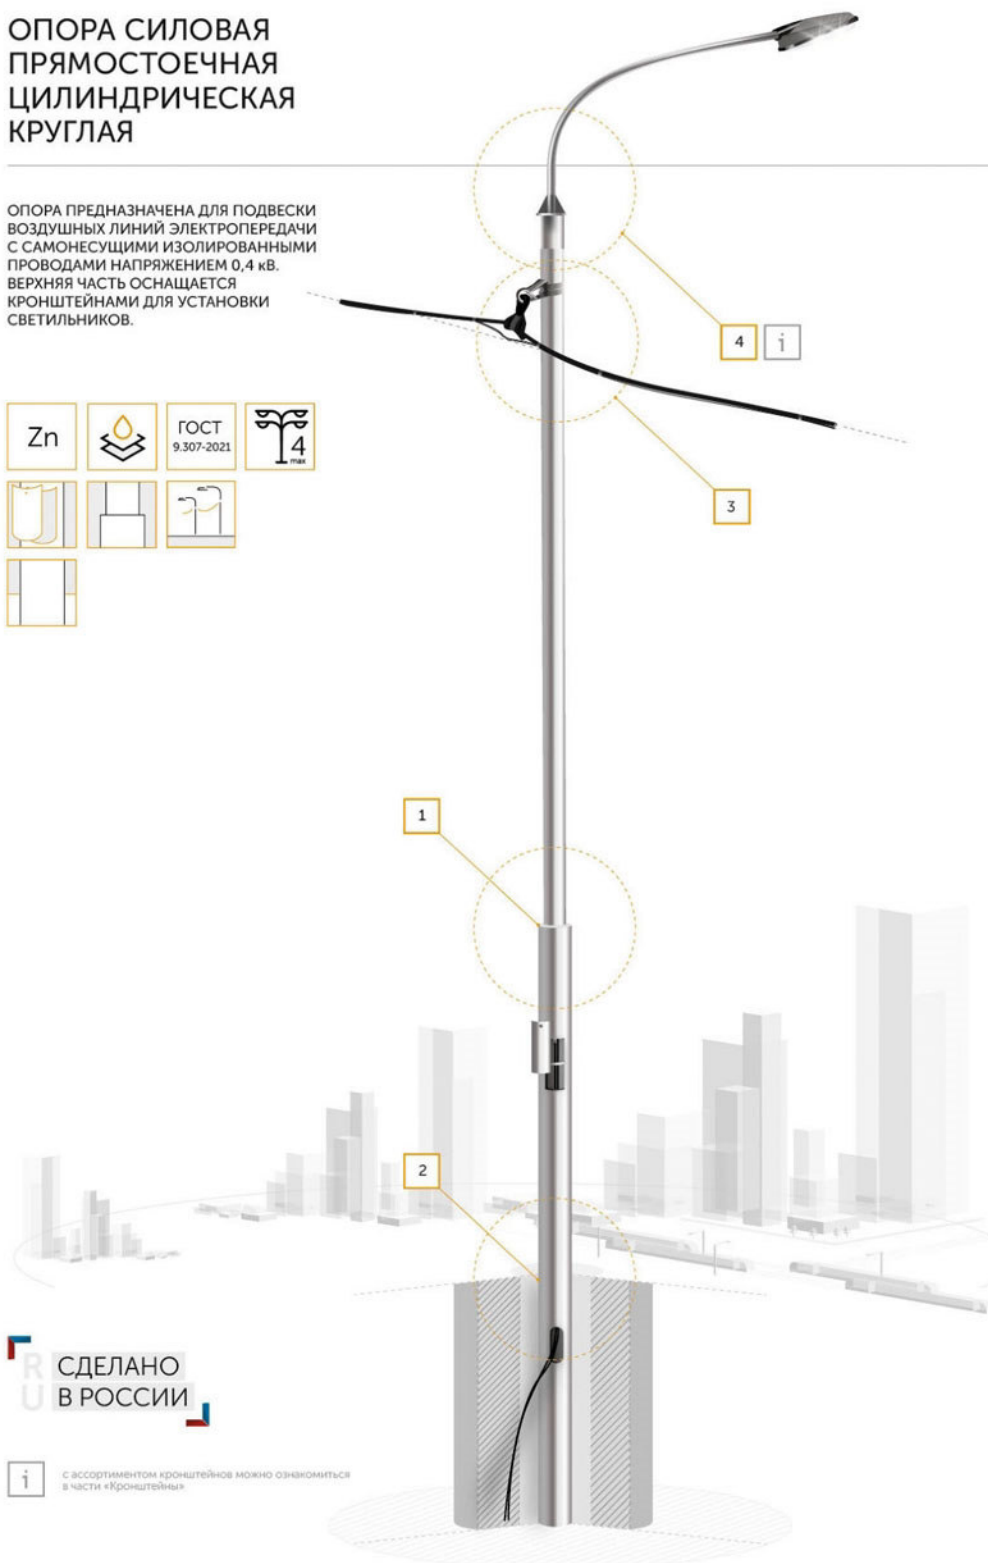 ОПОРА СИЛОВАЯ
ПРЯМОСТОЕЧНАЯ
ЦИЛИНДРИЧЕСКАЯ
КРУГЛАЯ
ОПОРА ПРЕДНАЗНАЧЕНА ДЛЯ ПОДВЕСКИ
ВОЗДУШНЫХ ЛИНИЙ ЭЛЕКТРОПЕРЕДАЧИ
С САМОНЕСУЩИМИ ИЗОЛИРОВАННЫМИ
ПРОВОДАМИ НАПРЯЖЕНИЕМ 0,4 кВ.
ВЕРХНЯЯ ЧАСТЬ ОСНАЩАЕТСЯ
КРОНШТЕЙНАМИ ДЛЯ УСТАНОВКИ
СВЕТИЛЬНИКОВ.
4 i
Zn
ГОСТ
9.307-2021
4
max
3
1
2
R СДЕЛАНО
U В РОССИИ
i
с ассортиментом кронштейнов можно ознакомиться
в части «Кронштейны»